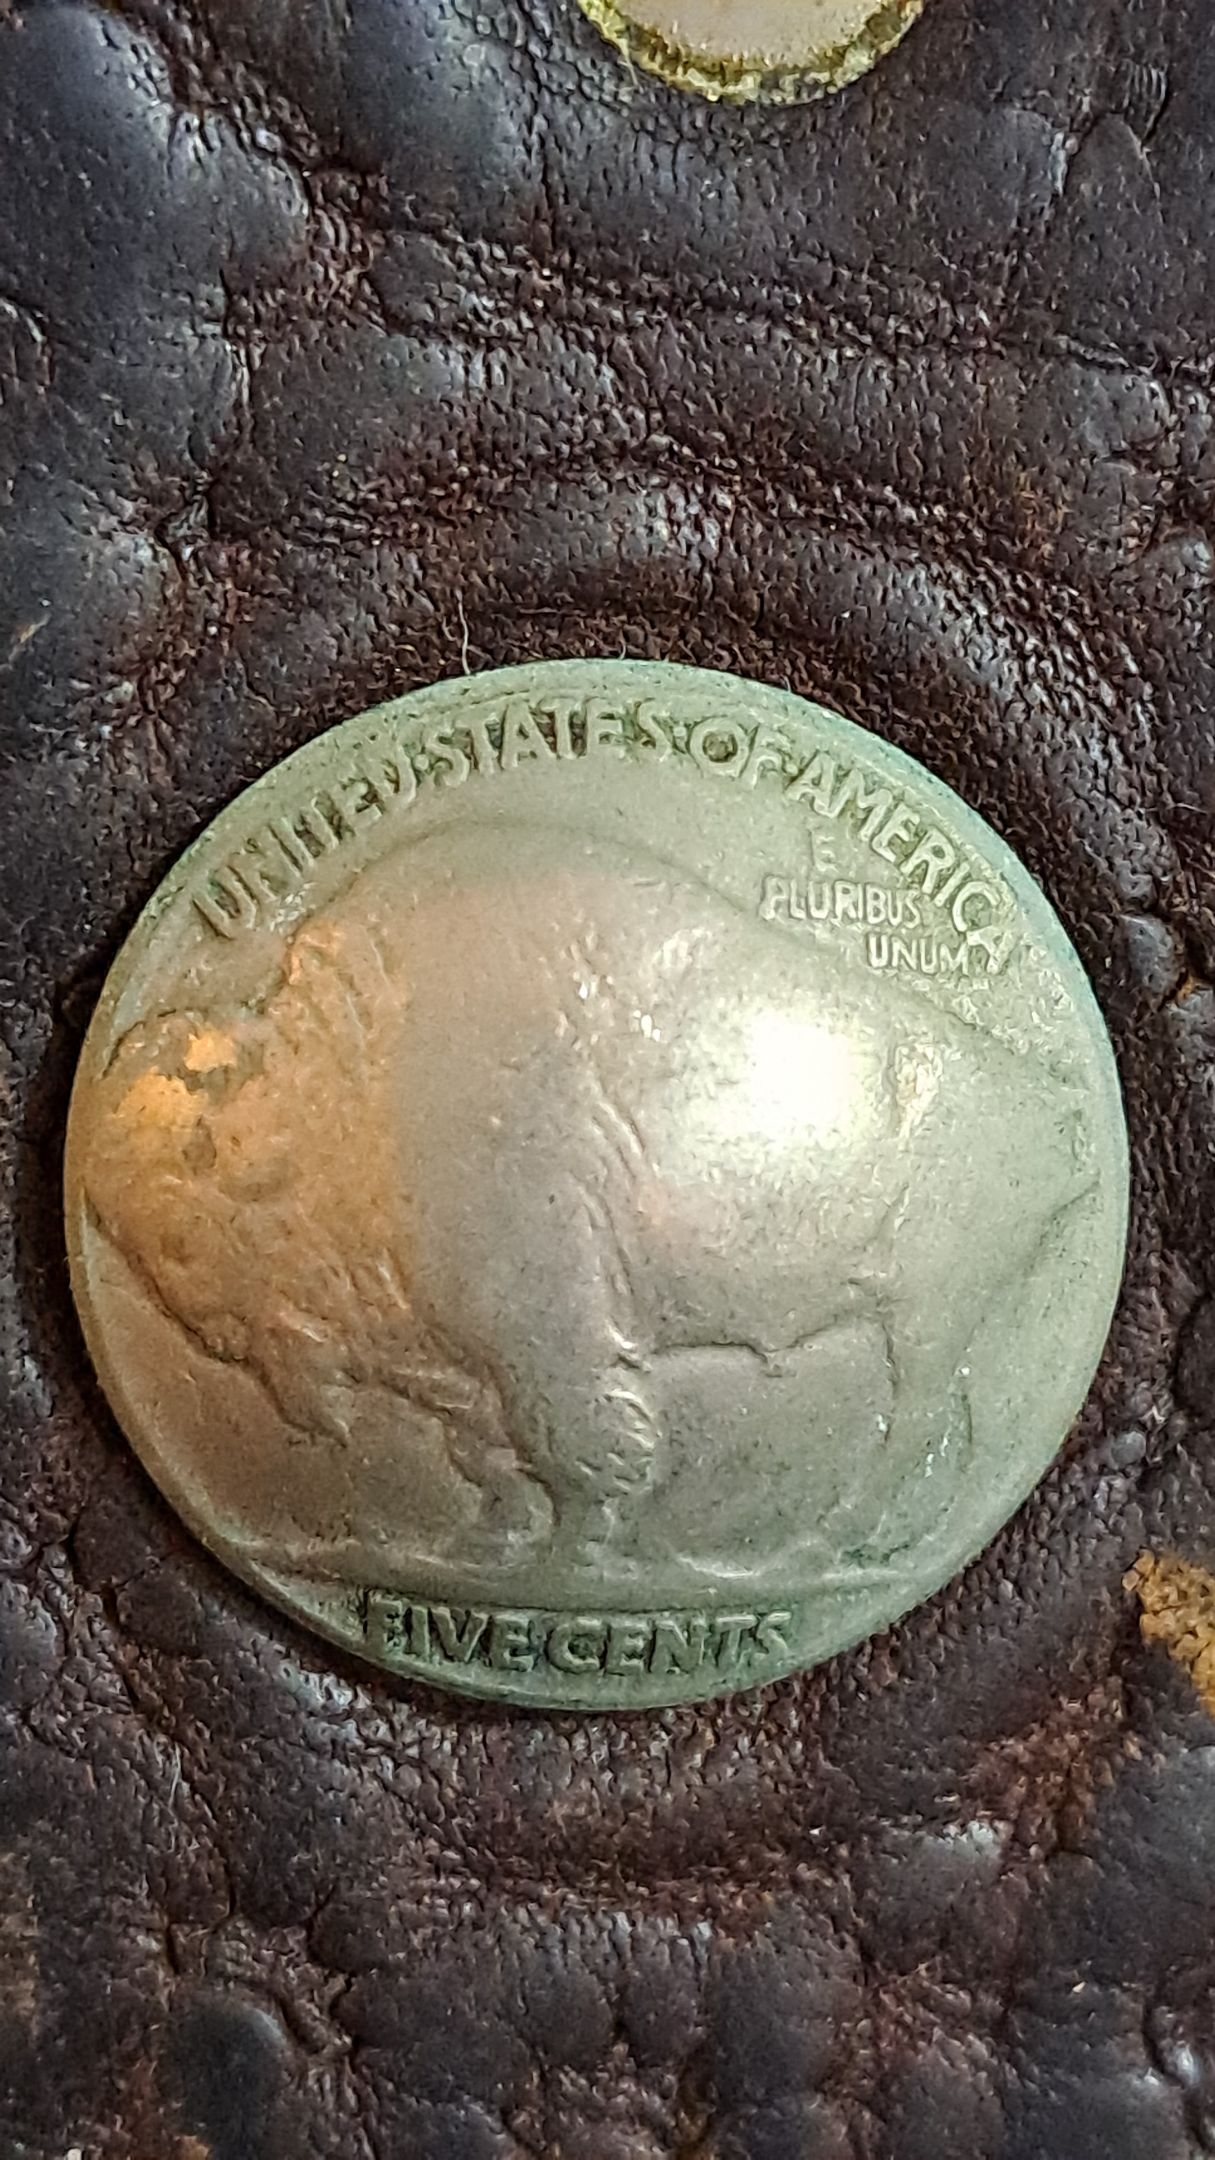 UNITED STATES OF AMERICA
E
PLURIBUS
UNUM
FIVE CENTS